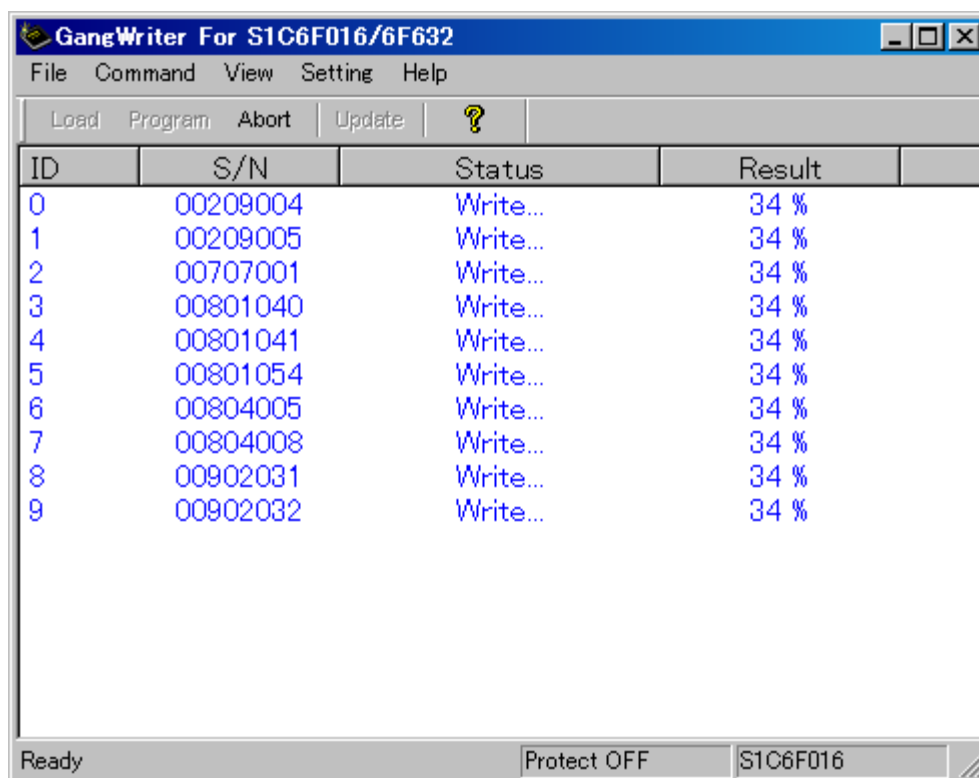 GangWriter For S1C6F016/6F632
File Command View Setting Help
Load Program Abort Update ?
ID S/N Status Result
0 00209004 Write... 34 %
1 00209005 Write... 34 %
2 00707001 Write... 34 %
3 00801040 Write... 34 %
4 00801041 Write... 34 %
5 00801054 Write... 34 %
6 00804005 Write... 34 %
7 00804008 Write... 34 %
8 00902031 Write... 34 %
9 00902032 Write... 34 %
Ready Protect OFF S1C6F016